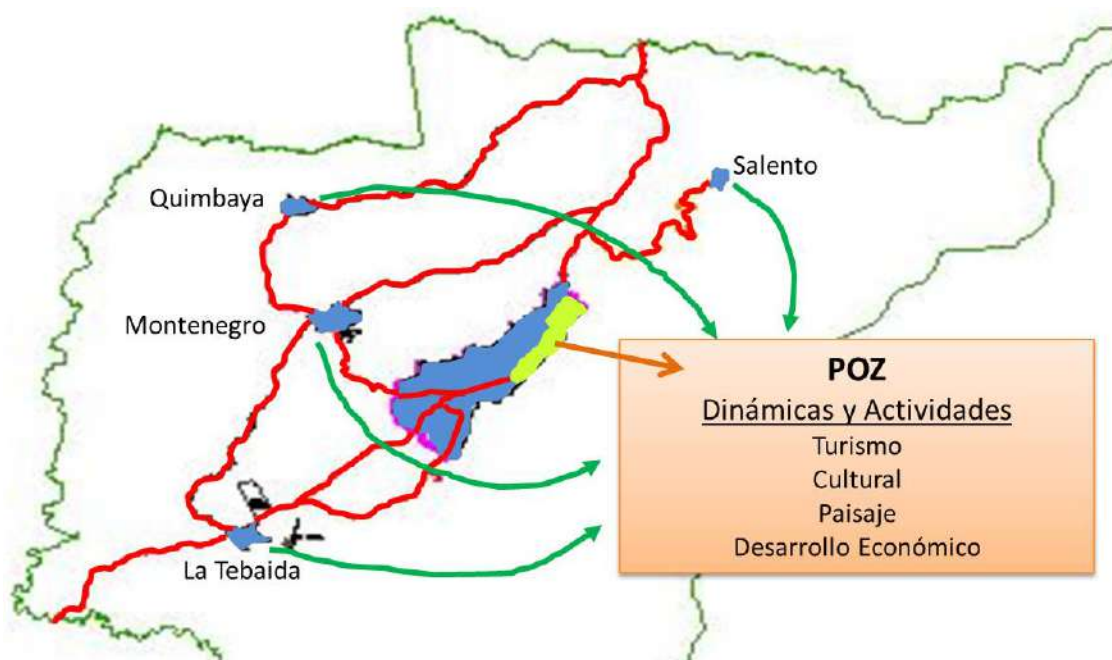 Salento
Quimbaya
Montenegro
POZ
Dinámicas y Actividades
Turismo
Cultural
Paisaje
Desarrollo Económico
La Tebaida